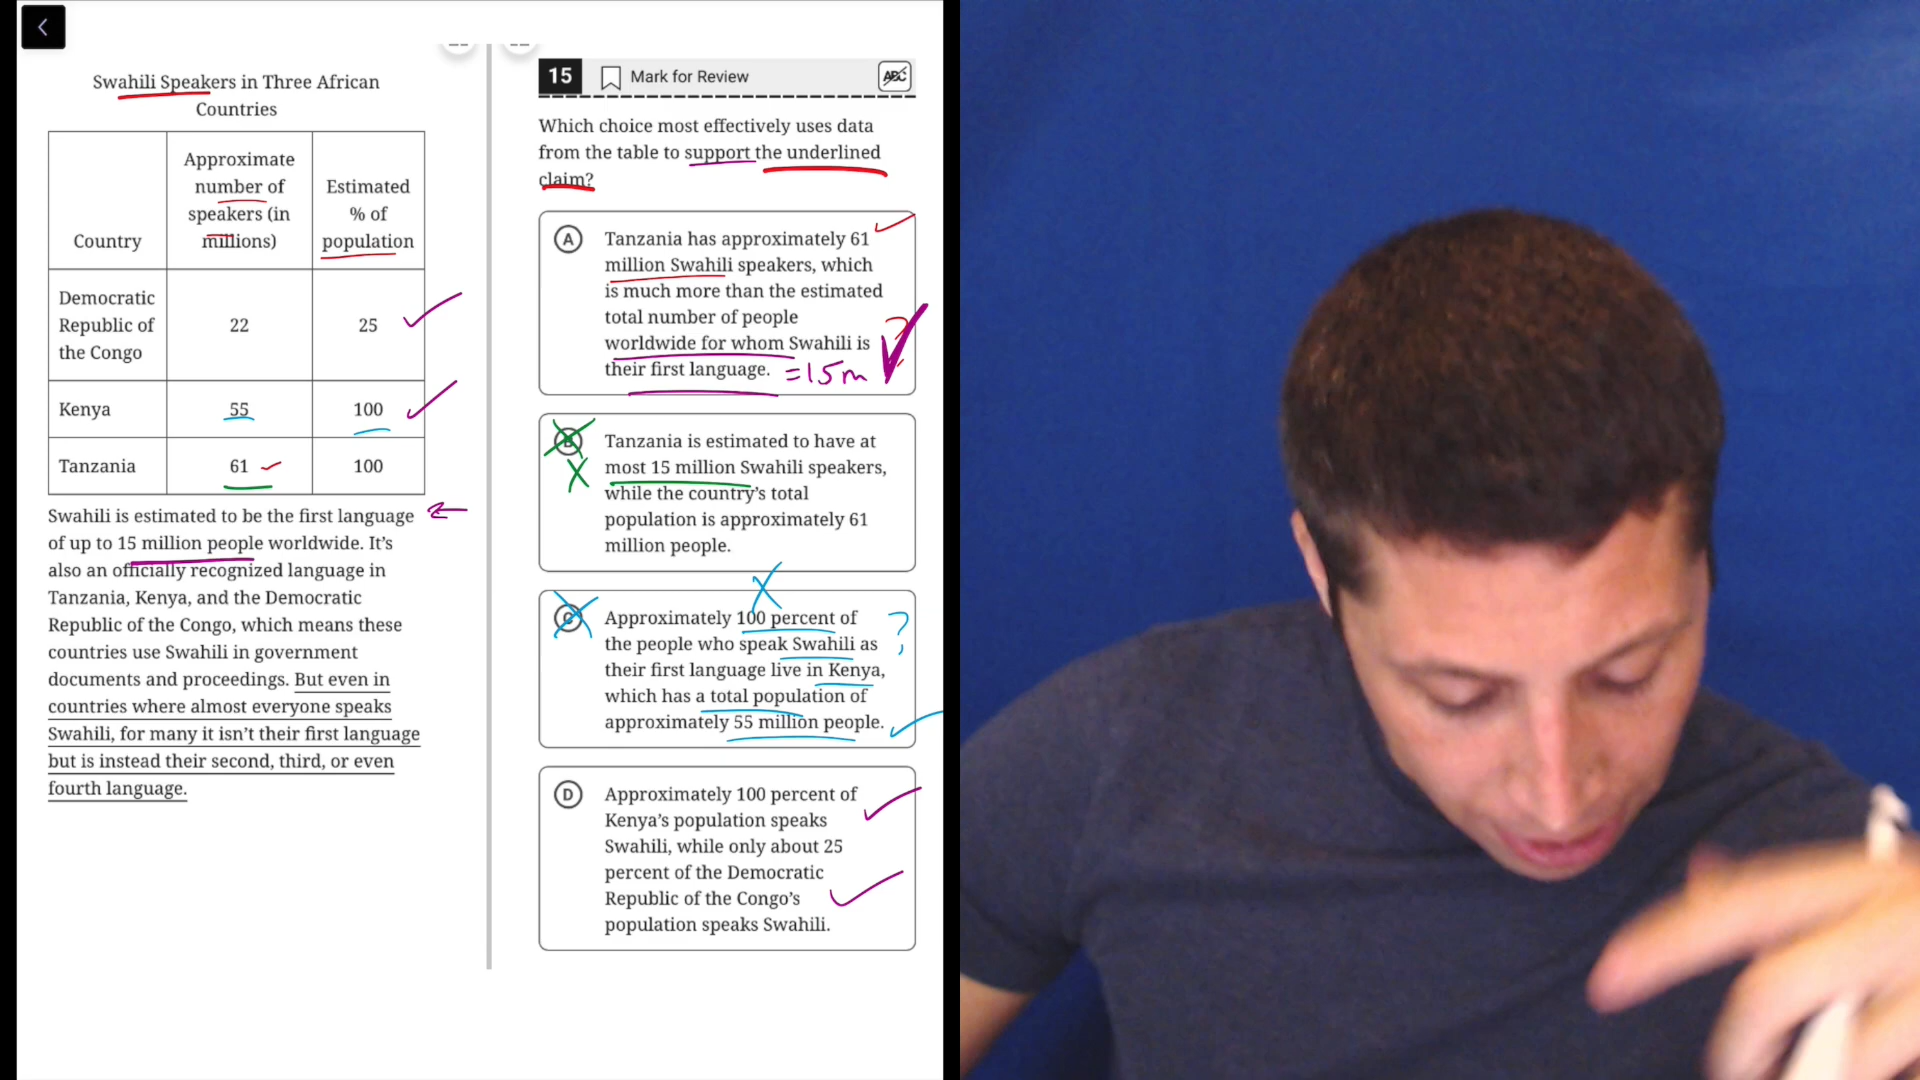 Swahili Speakers in Three African
Countries
Country
Approximate
number of
speakers (in
millions)
Estimated
% of
population
Democratic
Republic of
the Congo
22
25
Kenya
55
100
Tanzania
61
100
Swahili is estimated to be the first language
of up to 15 million people worldwide. It's
also an officially recognized language in
Tanzania, Kenya, and the Democratic
Republic of the Congo, which means these
countries use Swahili in government
documents and proceedings. But even in
countries where almost everyone speaks
Swahili, for many it isn't their first language
but is instead their second, third, or even
fourth language.
15 Mark for Review ABC
Which choice most effectively uses data
from the table to support the underlined
claim?
A
Tanzania has approximately 61
million Swahili speakers, which
is much more than the estimated
total number of people
worldwide for whom Swahili is ?
their first language. =15m
B
Tanzania is estimated to have at
most 15 million Swahili speakers,
while the country's total
population is approximately 61
million people.
C
Approximately 100 percent of
the people who speak Swahili as ?
their first language live in Kenya,
which has a total population of
approximately 55 million people.
D
Approximately 100 percent of
Kenya's population speaks
Swahili, while only about 25
percent of the Democratic
Republic of the Congo's
population speaks Swahili.